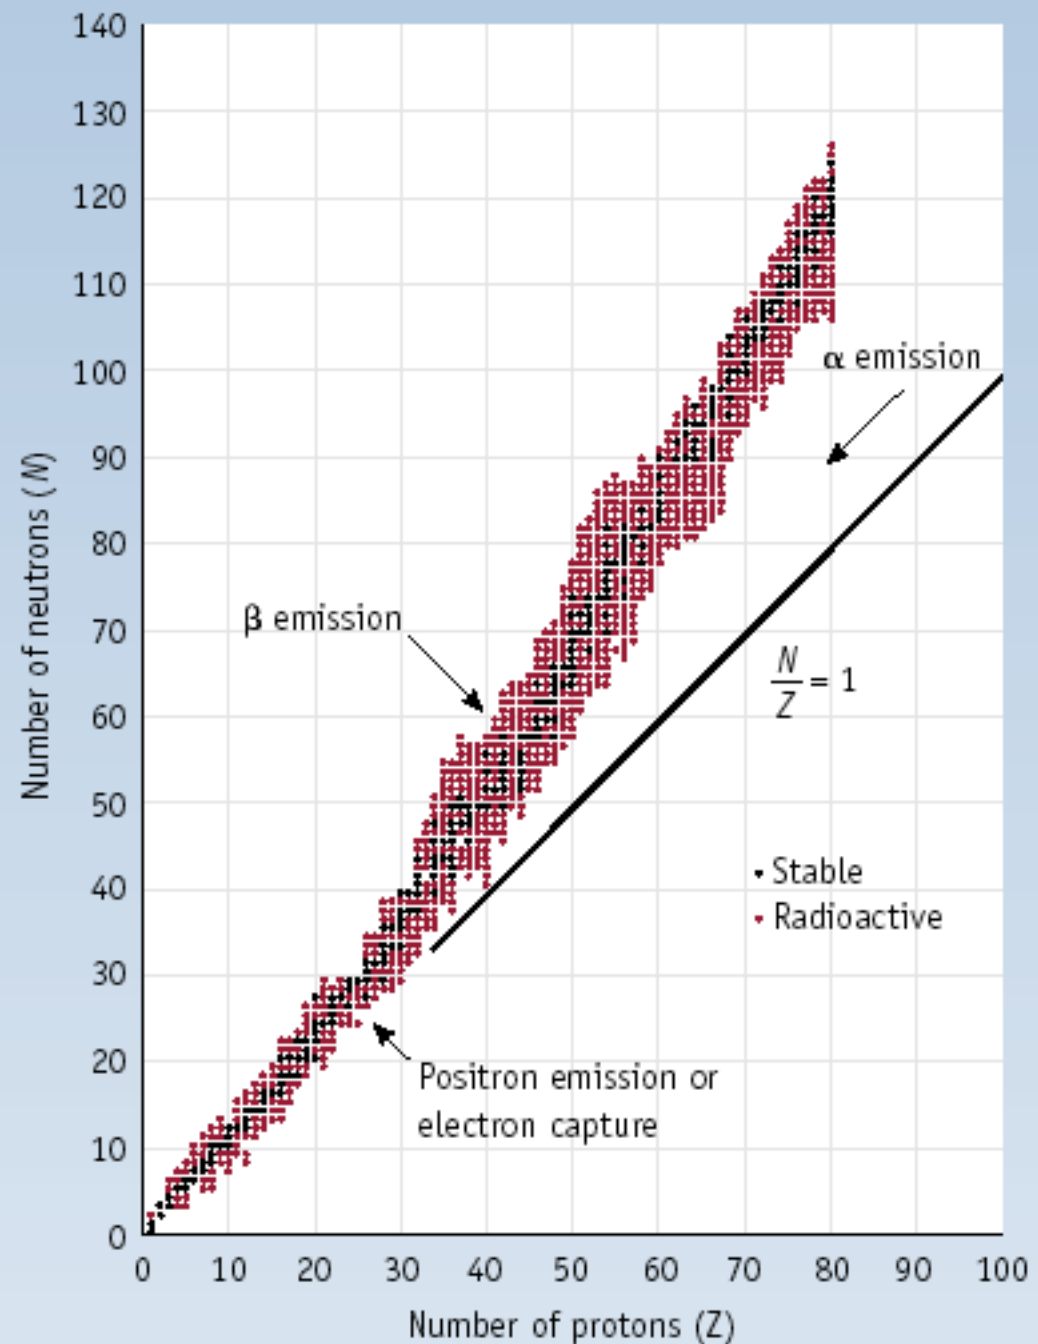 140
130
120
110
100
90
80
70
60
50
40
30
20
10
0
Number of neutrons (N)
α emission
β emission
N
Z = 1
Stable
Radioactive
Positron emission or
electron capture
0 10 20 30 40 50 60 70 80 90 100
Number of protons (Z)